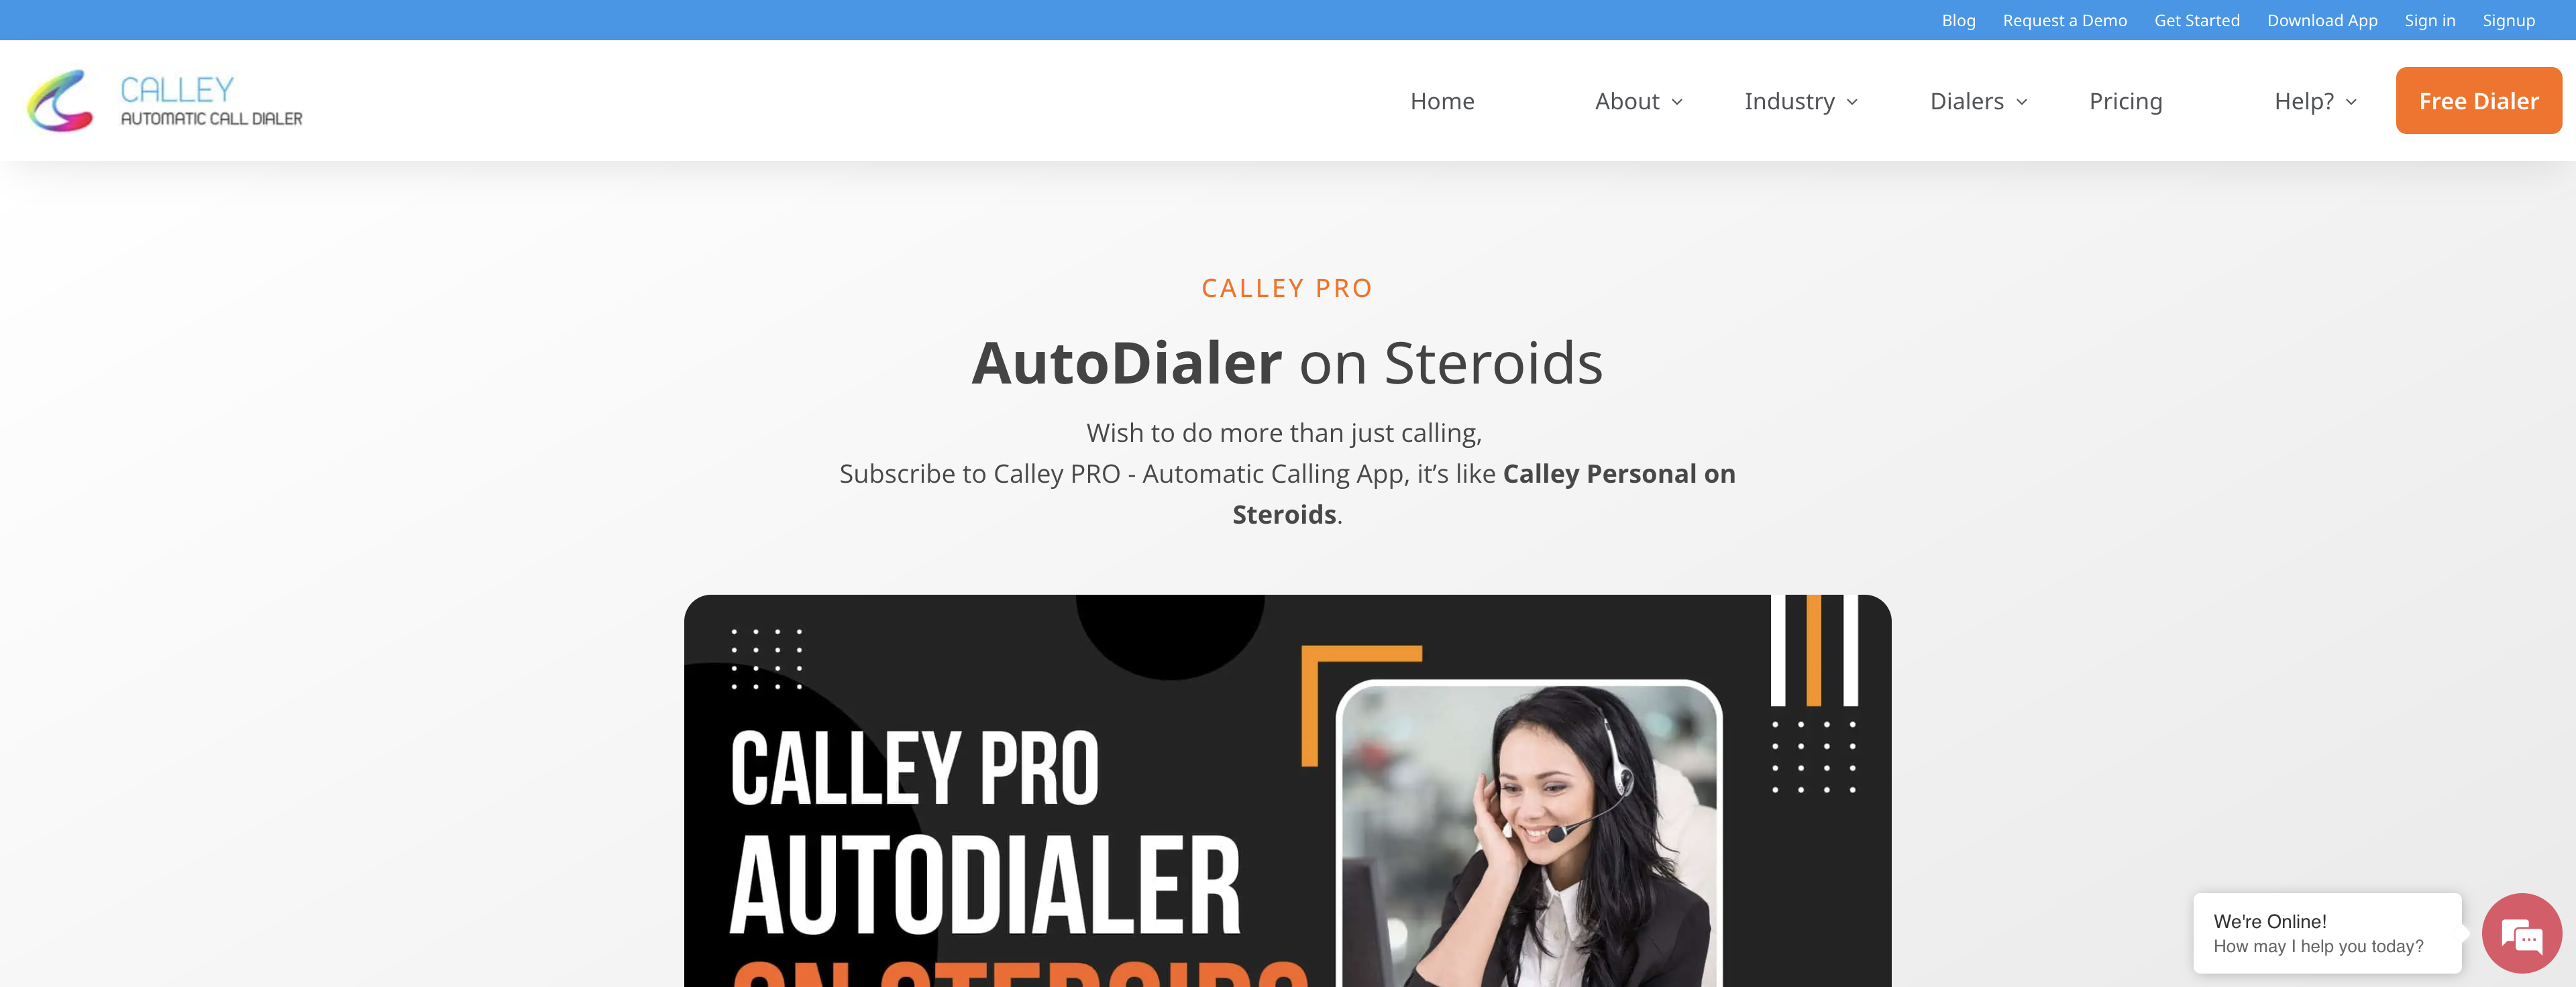 Blog Request a Demo Get Started Download App Sign in Signup
CALLEY
AUTOMATIC CALL DIALER
Home About Industry Dialers Pricing Help? Free Dialer
CALLEY PRO
AutoDialer on Steroids
Wish to do more than just calling,
Subscribe to Calley PRO - Automatic Calling App, it’s like Calley Personal on
Steroids.
CALLEY PRO
AUTODIALER
ON STEROIDS
We're Online!
How may I help you today?